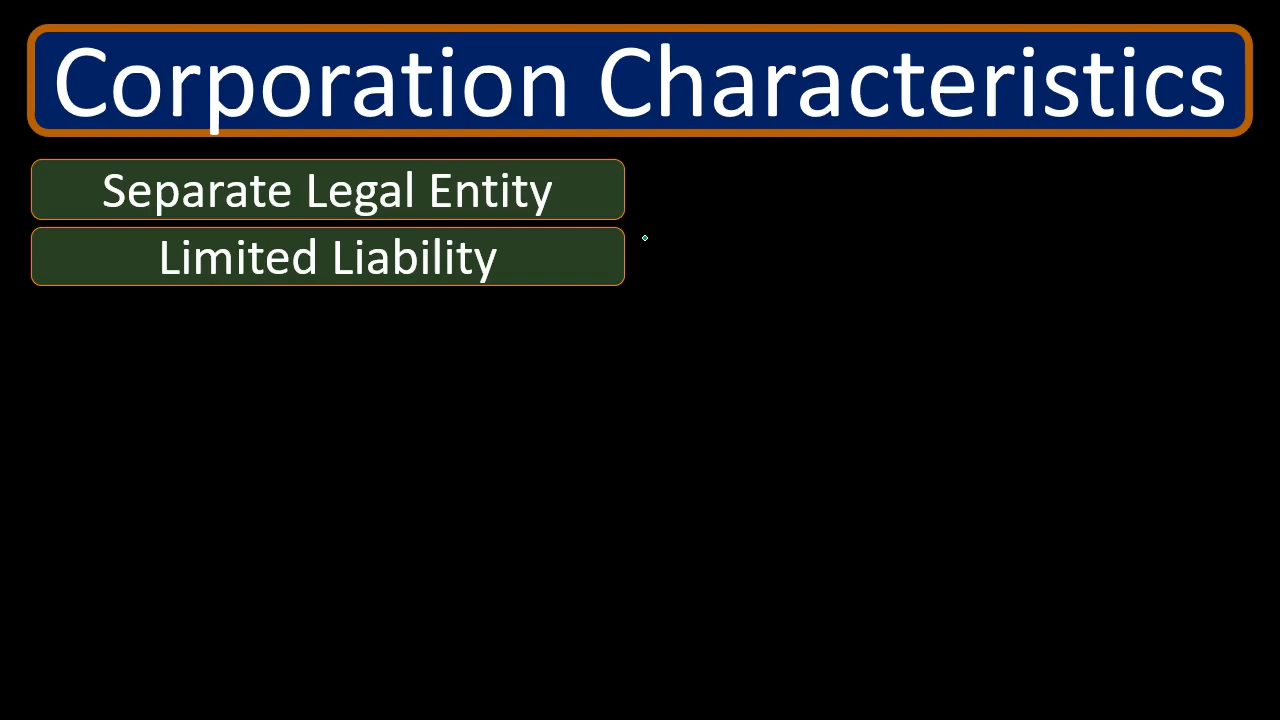 Corporation Characteristics
Separate Legal Entity
Limited Liability